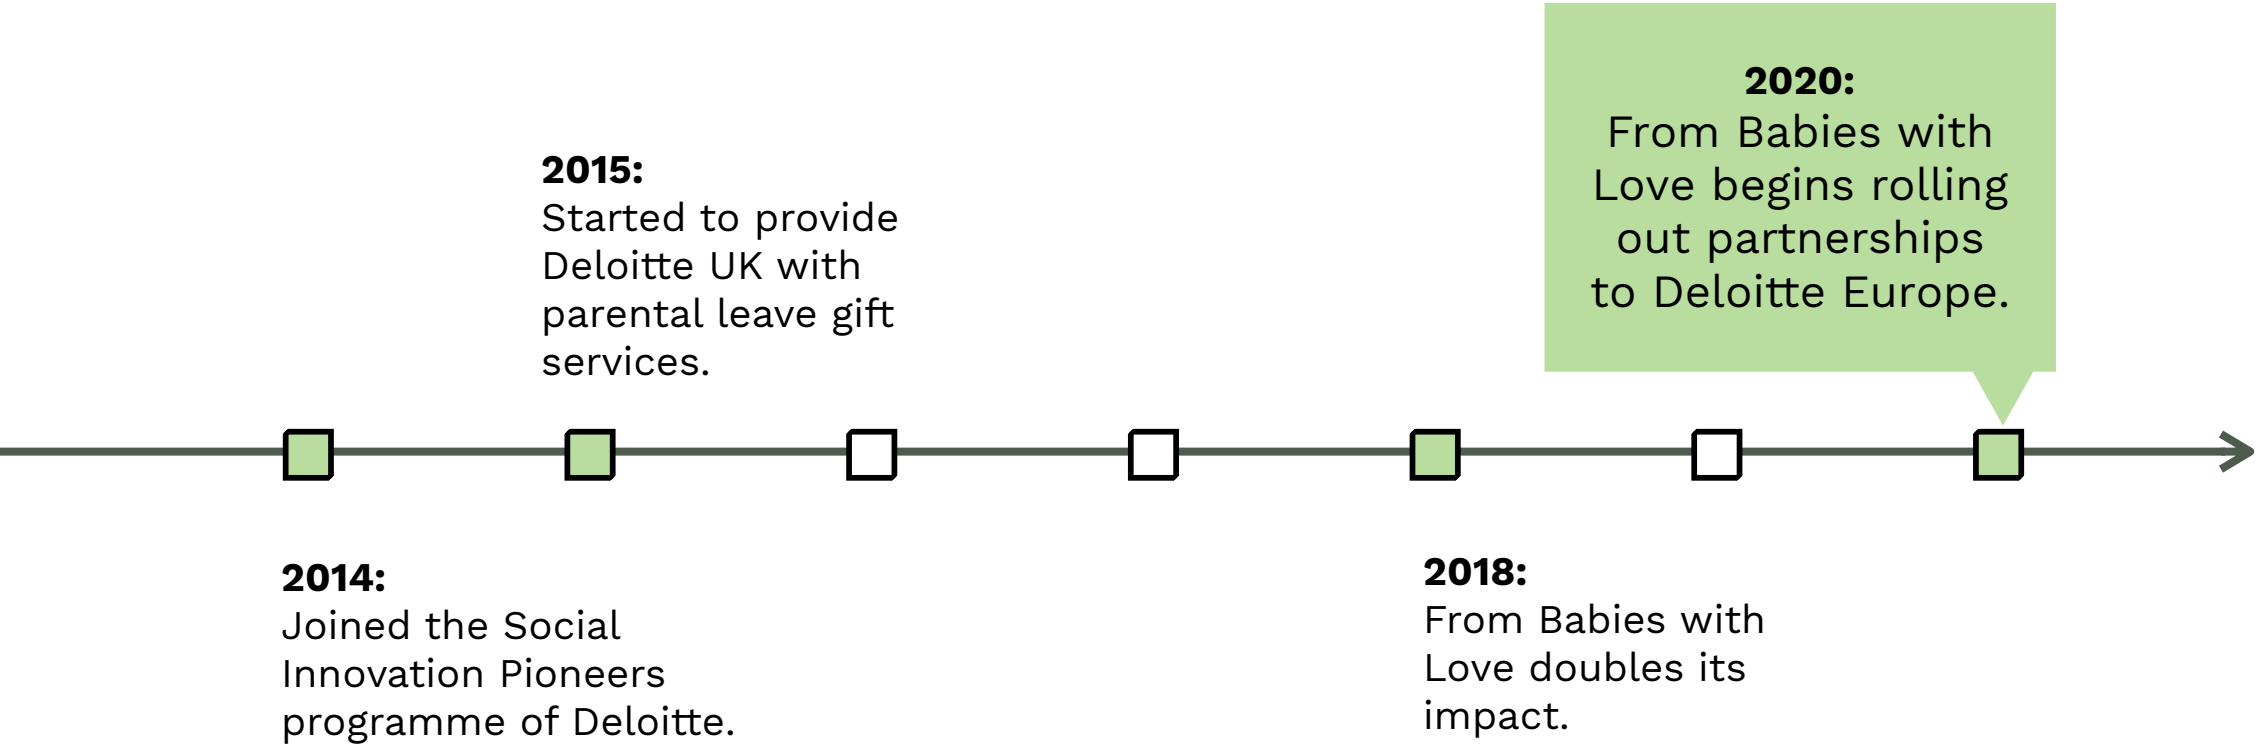 2014:
Joined the Social
Innovation Pioneers
programme of Deloitte.
2015:
Started to provide
Deloitte UK with
parental leave gift
services.
2018:
From Babies with
Love doubles its
impact.
2020:
From Babies with
Love begins rolling
out partnerships
to Deloitte Europe.